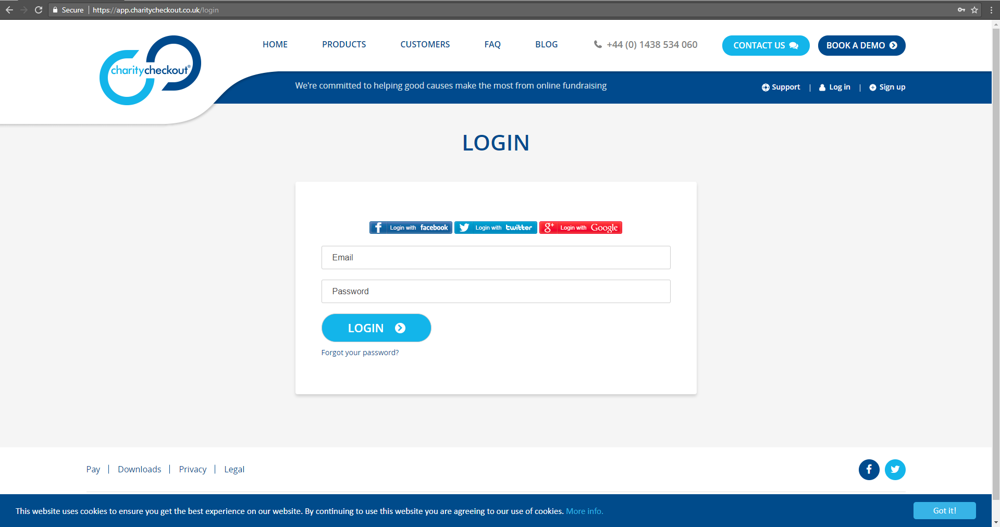 Secure https://app.charitycheckout.co.uk/login
charitycheckout®
HOME PRODUCTS CUSTOMERS FAQ BLOG +44 (0) 1438 534 060 CONTACT US BOOK A DEMO
We're committed to helping good causes make the most from online fundraising
Support | Log in | Sign up
LOGIN
f Login with facebook Login with twitter g+ Login with Google
Email
Password
LOGIN
Forgot your password?
Pay | Downloads | Privacy | Legal
This website uses cookies to ensure you get the best experience on our website. By continuing to use this website you are agreeing to our use of cookies. More info.
Got it!